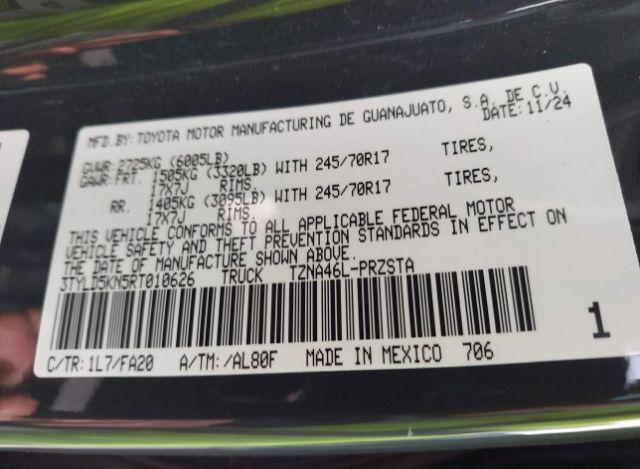 MFD.BY: TOYOTA MOTOR MANUFACTURING DE GUANAJUATO, S.A. DE C.V.
DATE: 11/24
GVWR 2725KG (6005LB)
GAWR: FRT. 1505KG (3320LB) WITH 245/70R17 TIRES,
17X7J RIMS.
RR. 1405KG (3095LB) WITH 245/70R17 TIRES,
17X7J RIMS.
THIS VEHICLE CONFORMS TO ALL APPLICABLE FEDERAL MOTOR
VEHICLE SAFETY AND THEFT PREVENTION STANDARDS IN EFFECT ON
THE DATE OF MANUFACTURE SHOWN ABOVE.
3TYLD5KN5RT010626 TRUCK TZNA46L-PRZSTA
C/TR: 1L7/FA20 A/TM: /AL80F MADE IN MEXICO 706
1